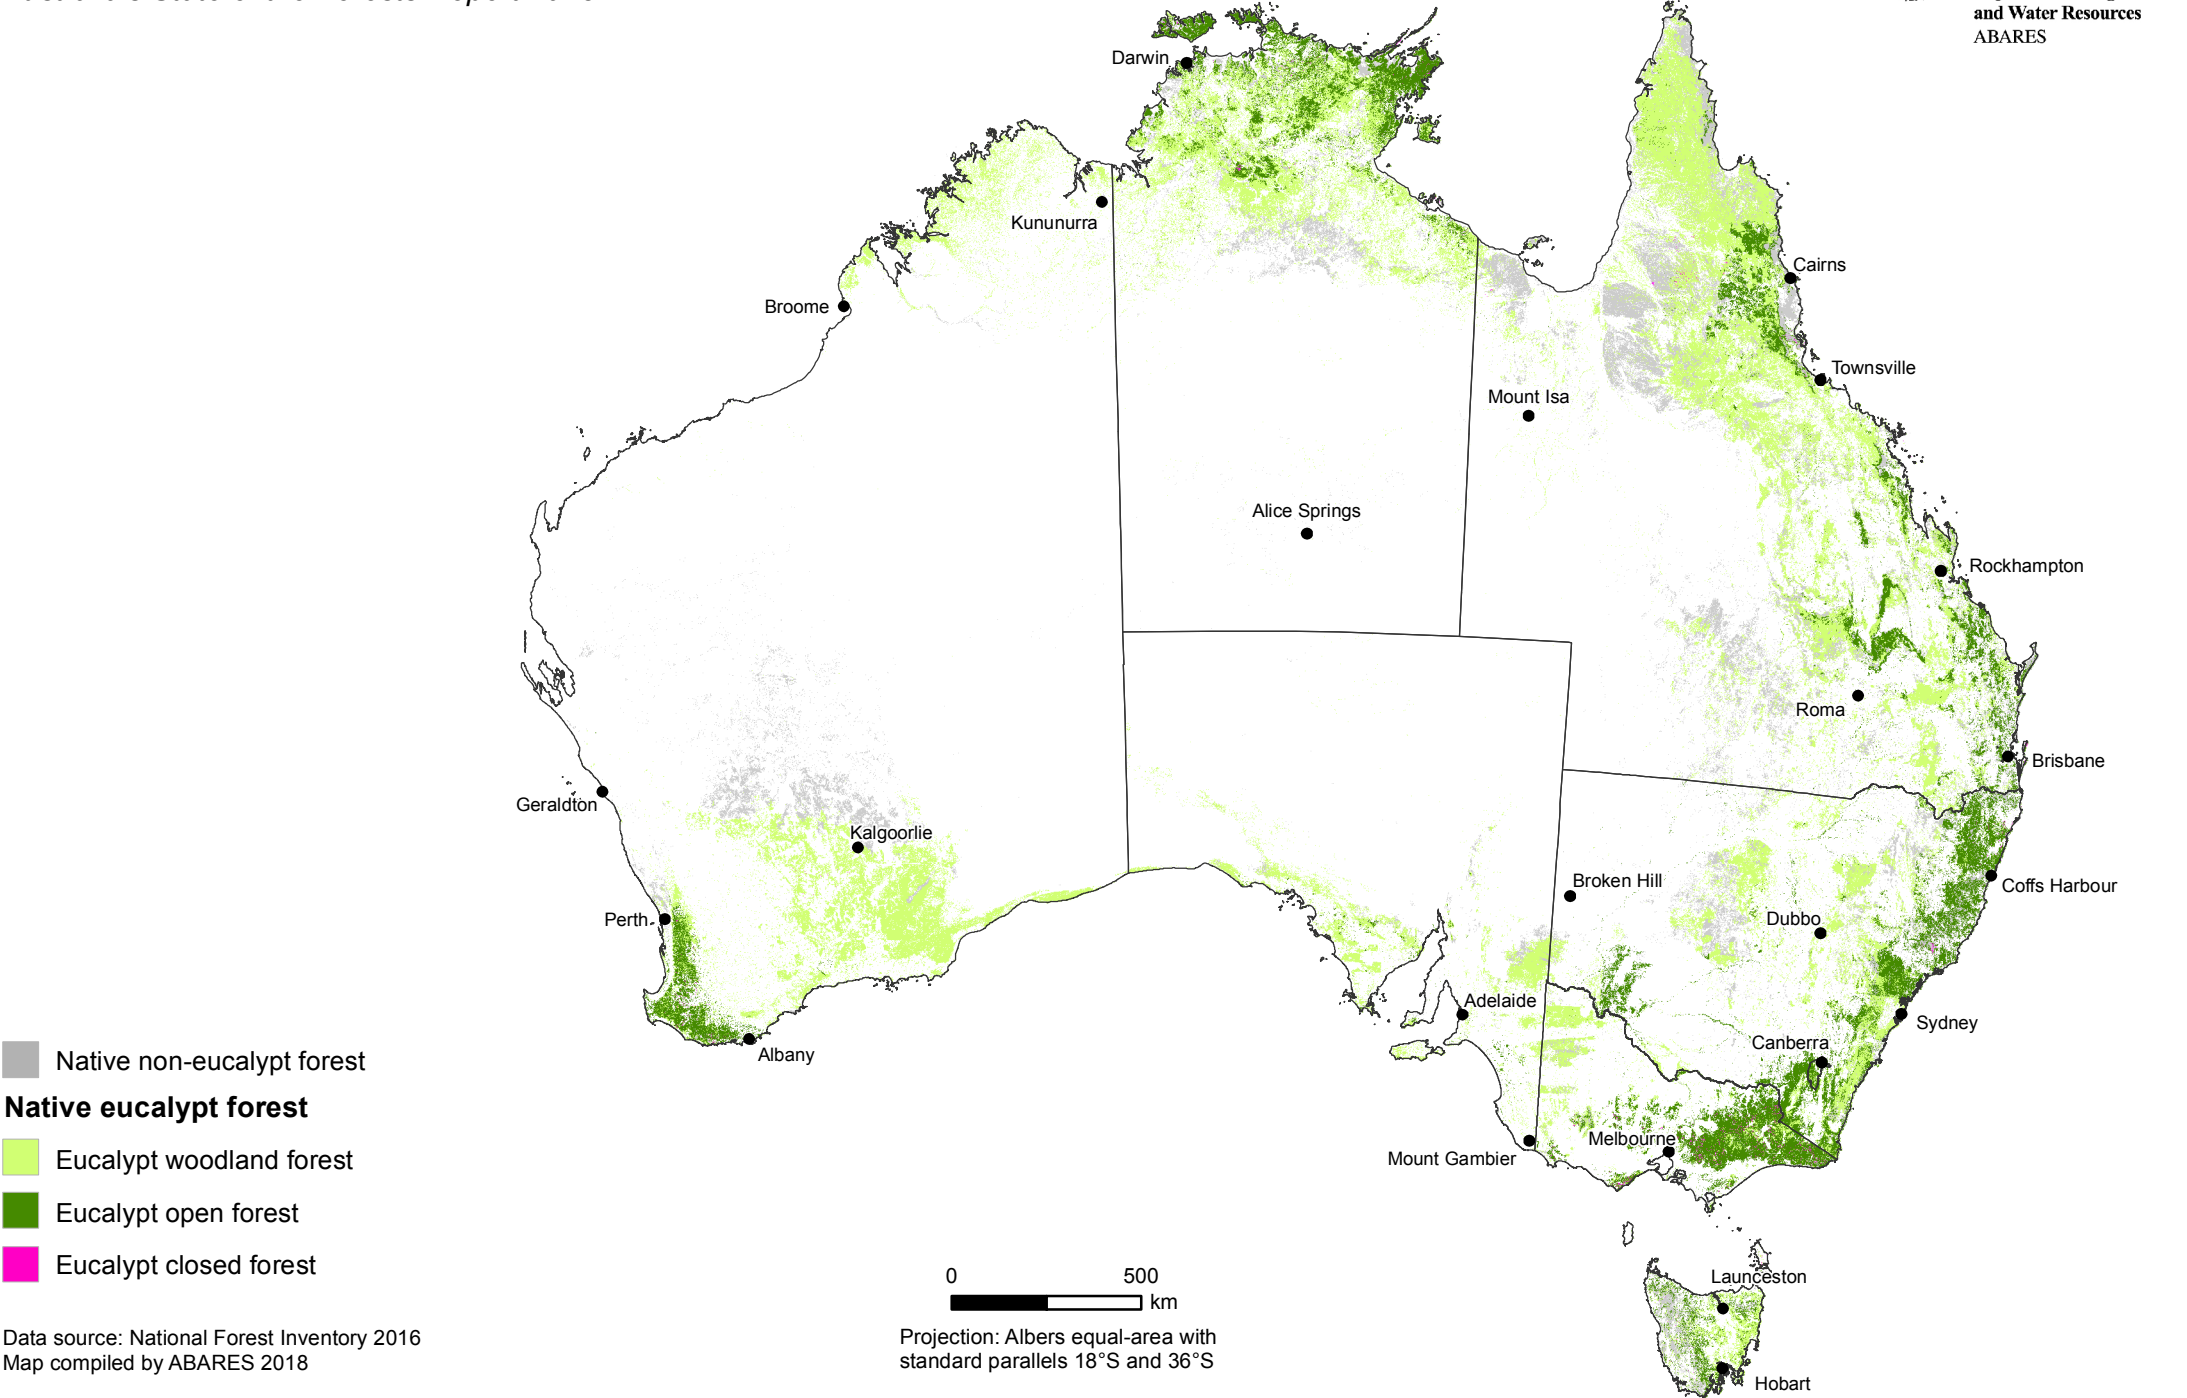 and Water Resources
ABARES
Darwin
Kununurra
Cairns
Broome
Townsville
Mount Isa
Alice Springs
Rockhampton
Roma
Brisbane
Geraldton
Kalgoorlie
Broken Hill
Coffs Harbour
Perth
Dubbo
Adelaide
Sydney
Canberra
Albany
Melbourne
Mount Gambier
Launceston
Hobart
Native non-eucalypt forest
Native eucalypt forest
Eucalypt woodland forest
Eucalypt open forest
Eucalypt closed forest
0 500
km
Projection: Albers equal-area with
standard parallels 18°S and 36°S
Data source: National Forest Inventory 2016
Map compiled by ABARES 2018